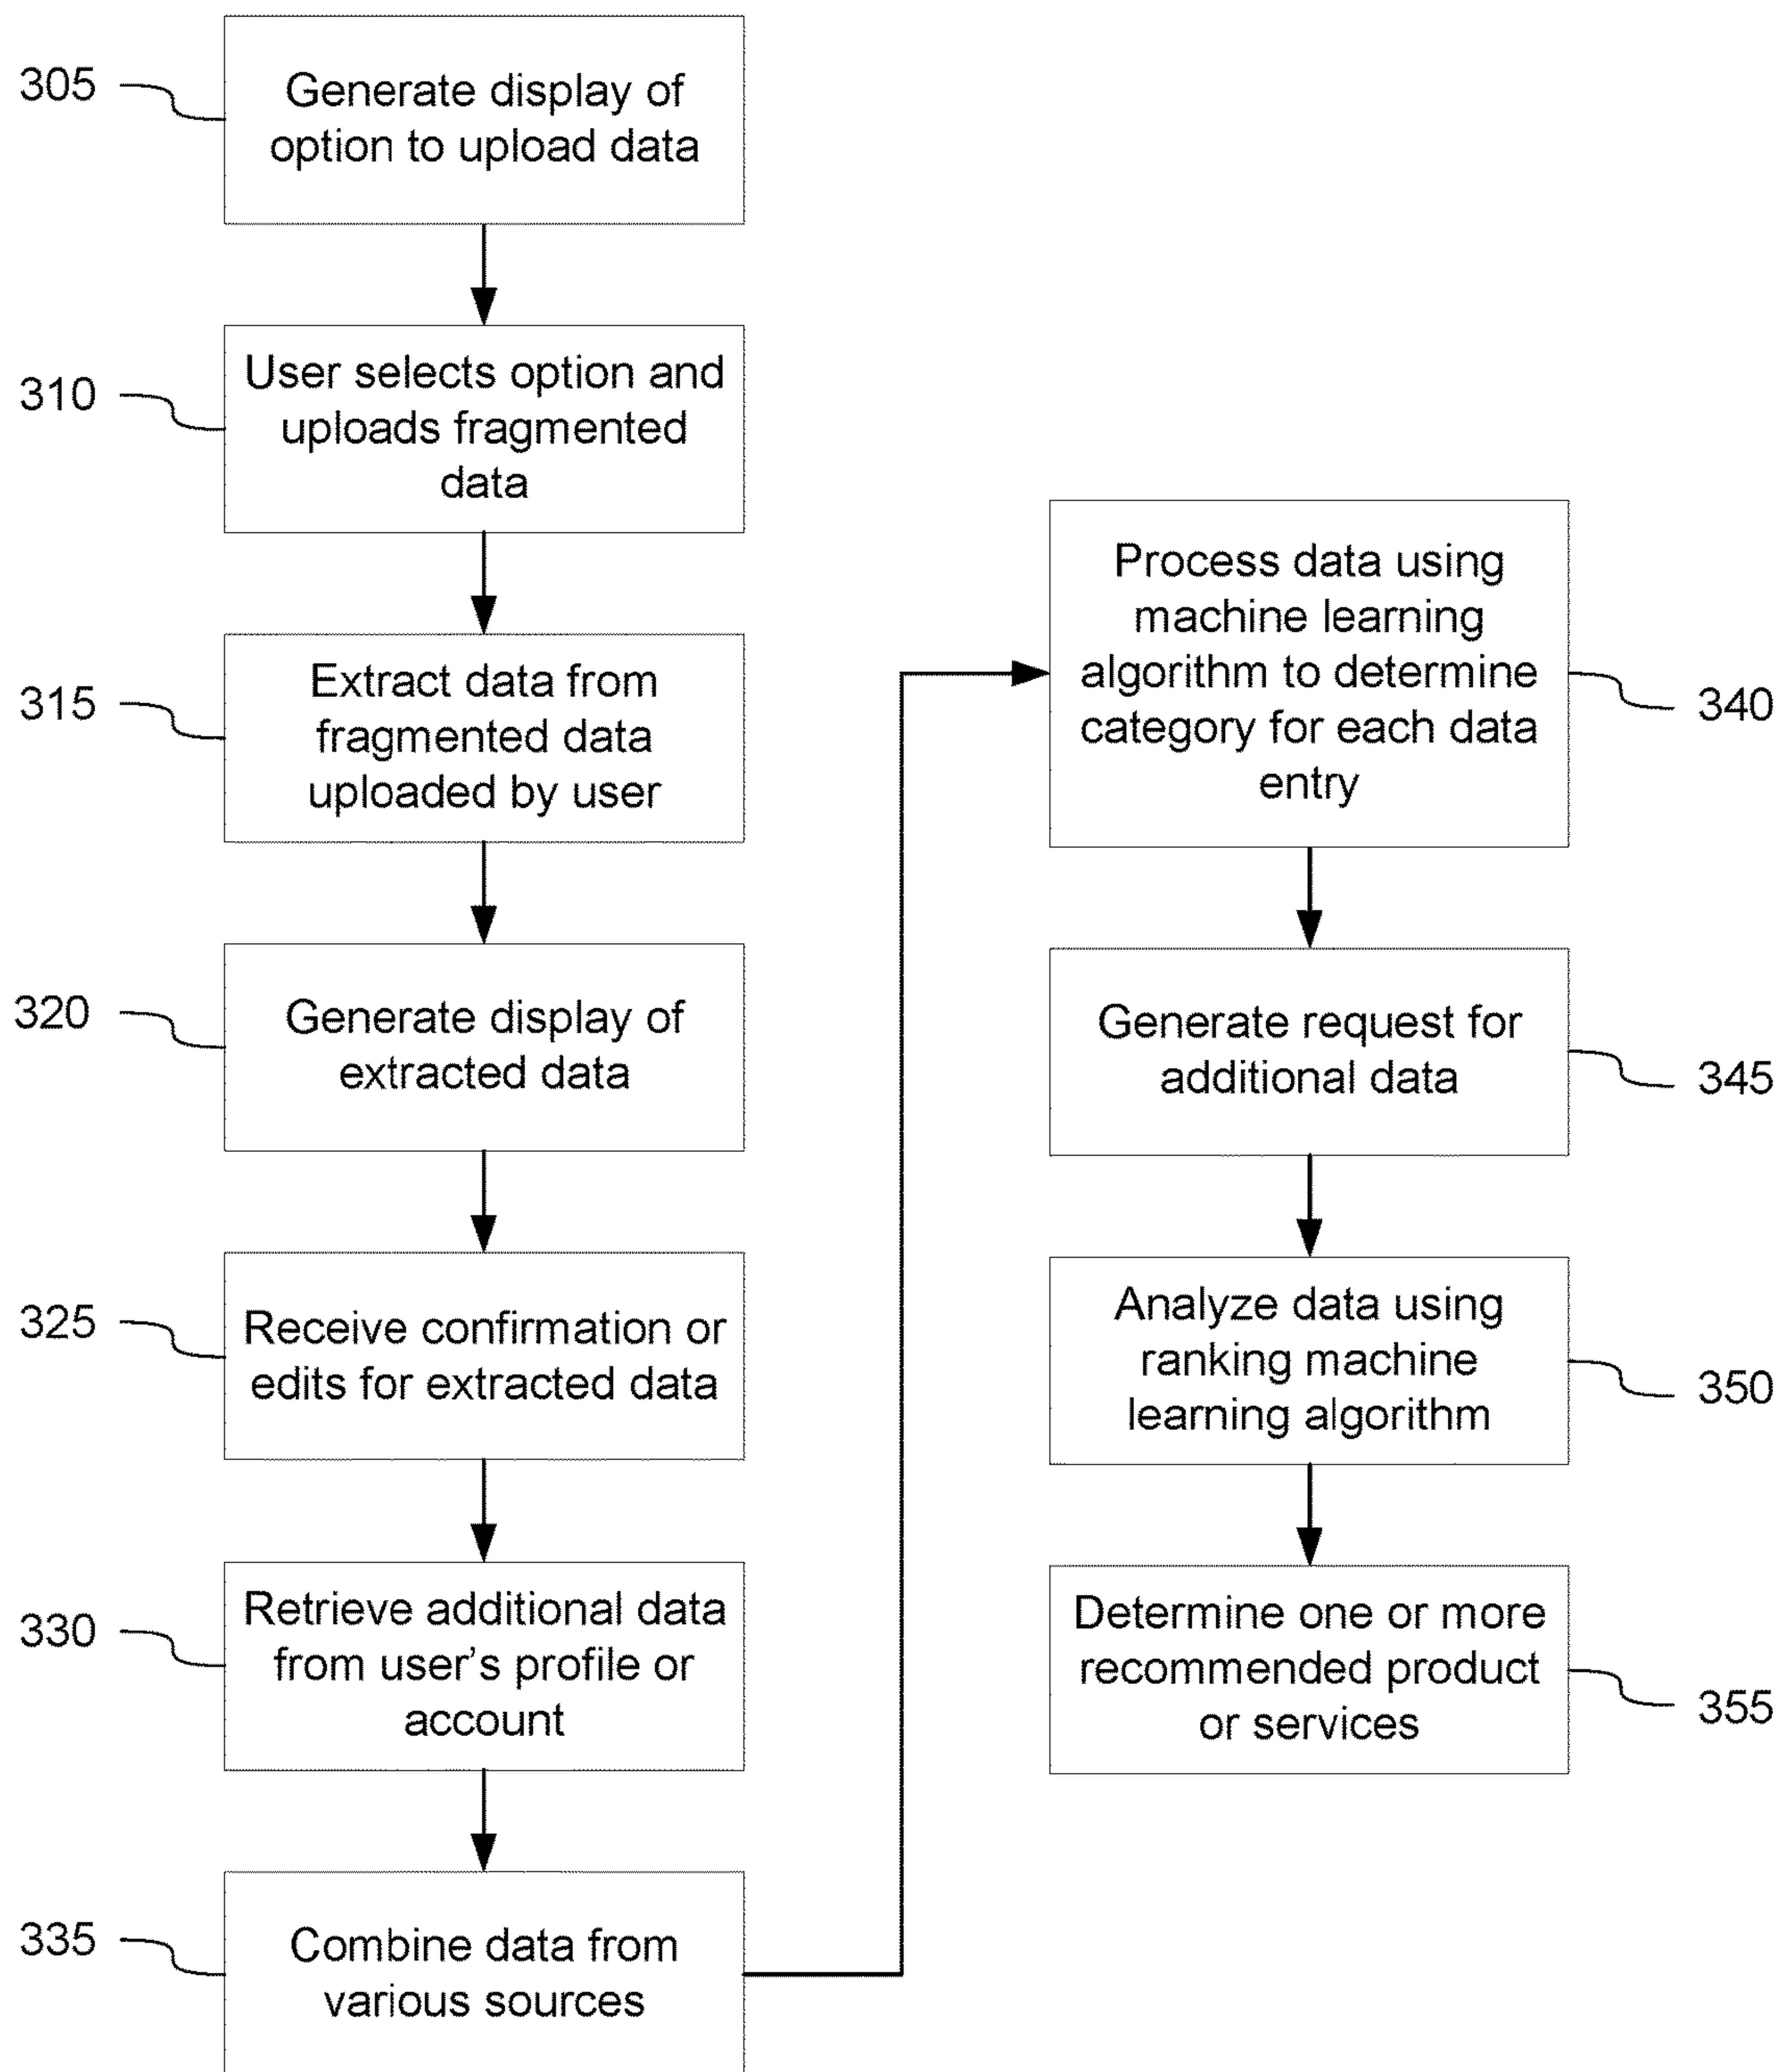 305
Generate display of
option to upload data
310
User selects option and
uploads fragmented
data
315
Extract data from
fragmented data
uploaded by user
320
Generate display of
extracted data
325
Receive confirmation or
edits for extracted data
330
Retrieve additional data
from user’s profile or
account
335
Combine data from
various sources
Process data using
machine learning
algorithm to determine
category for each data
entry
340
Generate request for
additional data
345
Analyze data using
ranking machine
learning algorithm
350
Determine one or more
recommended product
or services
355